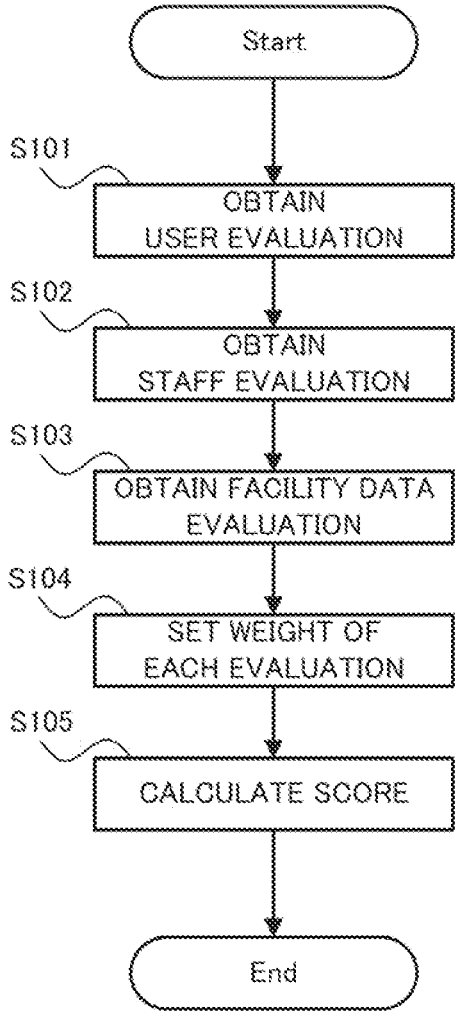 Start
S101
OBTAIN
USER EVALUATION
S102
OBTAIN
STAFF EVALUATION
S103
OBTAIN FACILITY DATA
EVALUATION
S104
SET WEIGHT OF
EACH EVALUATION
S105
CALCULATE SCORE
End